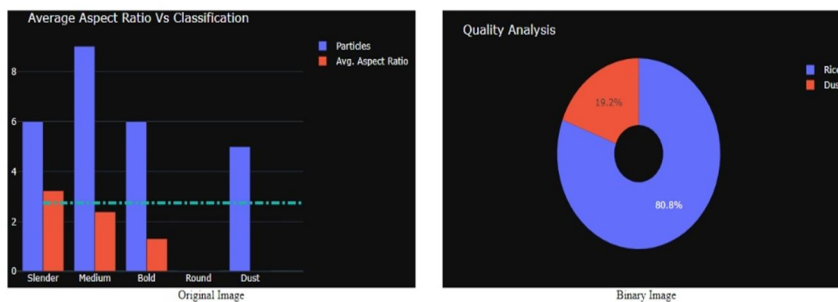 Average Aspect Ratio Vs Classification
Particles
Avg. Aspect Ratio
8
6
4
2
0
Slender Medium Bold Round Dust
Original Image
Quality Analysis
Rice
Dus
19.2%
80.8%
Binary Image